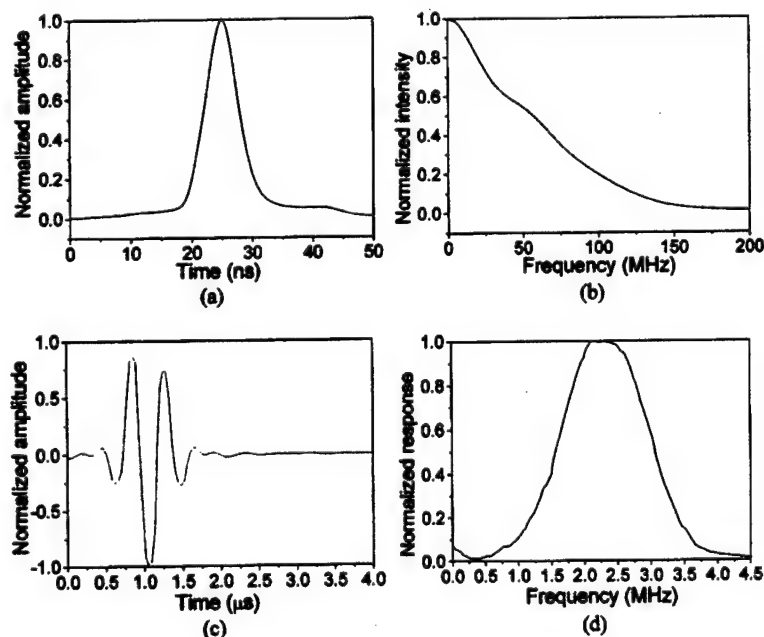 Normalized amplitude
1.0
0.8
0.6
0.4
0.2
0.0
0 10 20 30 40 50
Time (ns)
(a)
Normalized intensity
1.0
0.8
0.6
0.4
0.2
0.0
0 50 100 150 200
Frequency (MHz)
(b)
Normalized amplitude
1.0
0.5
0.0
-0.5
-1.0
0.0 0.5 1.0 1.5 2.0 2.5 3.0 3.5 4.0
Time (μs)
(c)
Normalized response
1.0
0.8
0.6
0.4
0.2
0.0
0.0 0.5 1.0 1.5 2.0 2.5 3.0 3.5 4.0 4.5
Frequency (MHz)
(d)